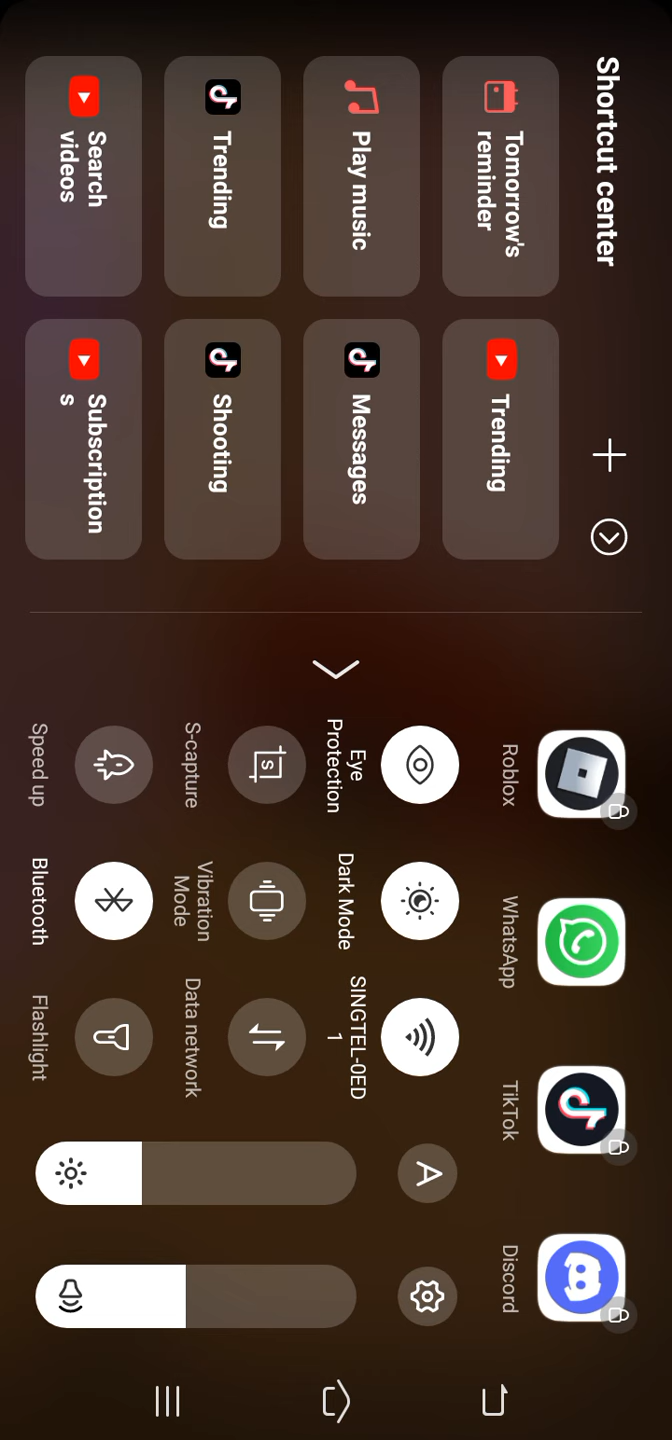 Shortcut center
Tomorrow's
reminder
Trending
Play music
Messages
Trending
Shooting
Search
videos
Subscription
s
Roblox
WhatsApp
TikTok
Discord
Eye
Protection
Dark Mode
SINGTEL-0ED
1
A
S-capture
S
Vibration
Mode
Data network
Speed up
Bluetooth
Flashlight